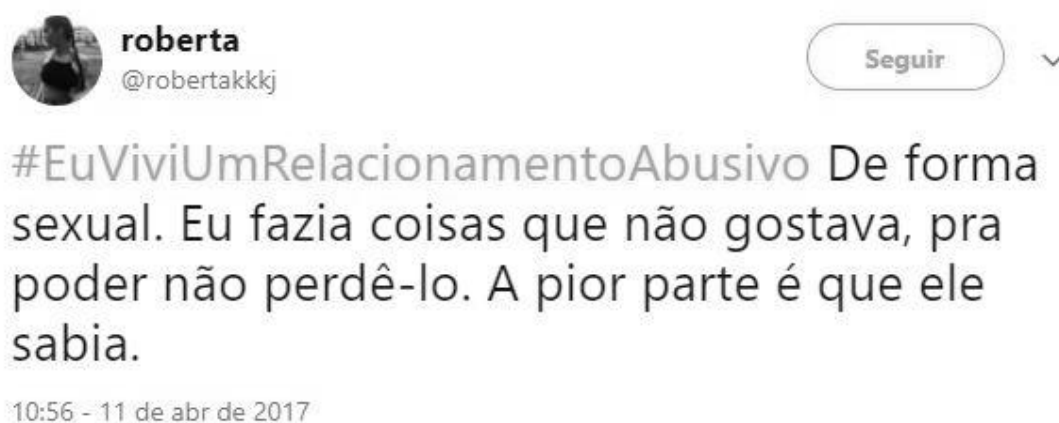 roberta
@robertakkkj
Seguir
#EuViviUmRelacionamentoAbusivo De forma
sexual. Eu fazia coisas que não gostava, pra
poder não perdê-lo. A pior parte é que ele
sabia.
10:56 - 11 de abr de 2017